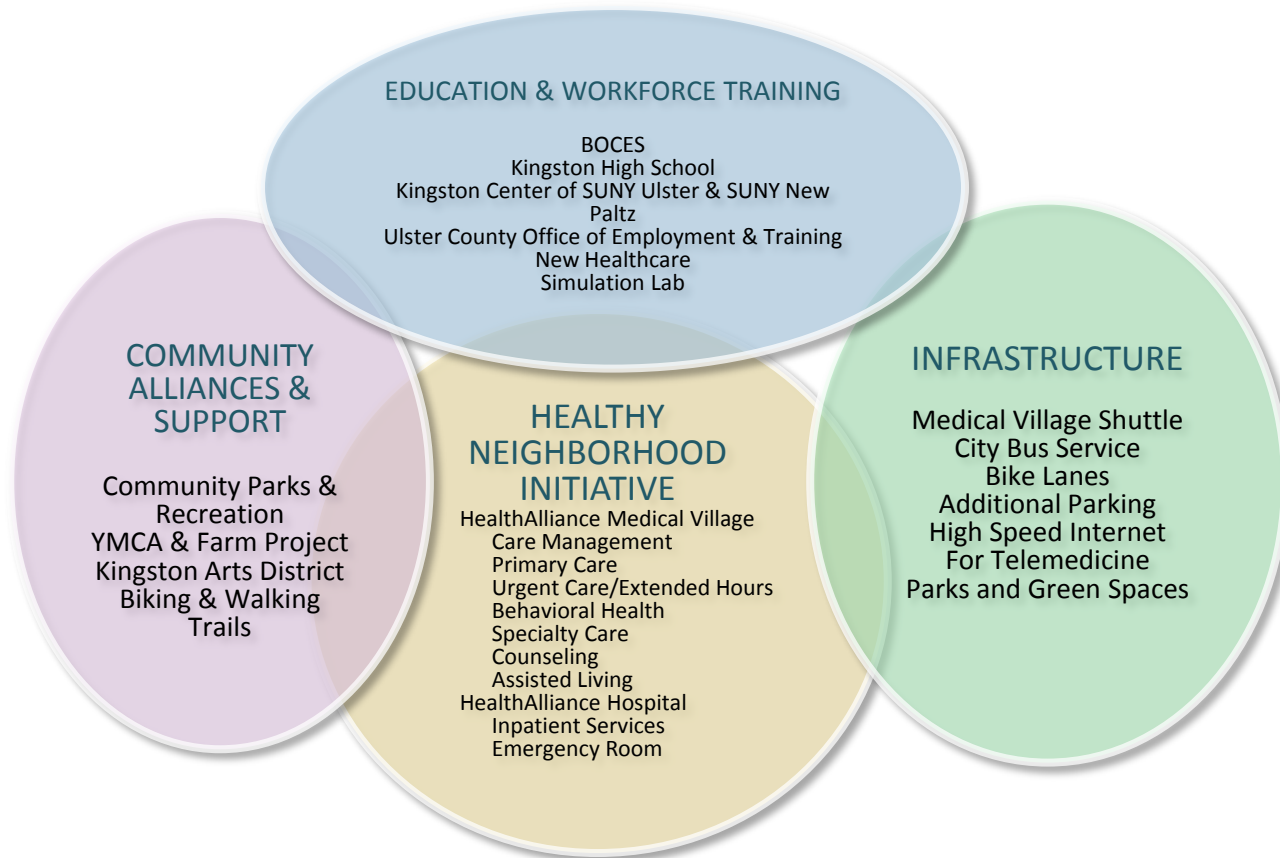 EDUCATION & WORKFORCE TRAINING
BOCES
Kingston High School
Kingston Center of SUNY Ulster & SUNY New
Paltz
Ulster County Office of Employment & Training
New Healthcare
Simulation Lab
COMMUNITY
ALLIANCES &
SUPPORT
Community Parks &
Recreation
YMCA & Farm Project
Kingston Arts District
Biking & Walking
Trails
HEALTHY
NEIGHBORHOOD
INITIATIVE
HealthAlliance Medical Village
Care Management
Primary Care
Urgent Care/Extended Hours
Behavioral Health
Specialty Care
Counseling
Assisted Living
HealthAlliance Hospital
Inpatient Services
Emergency Room
INFRASTRUCTURE
Medical Village Shuttle
City Bus Service
Bike Lanes
Additional Parking
High Speed Internet
For Telemedicine
Parks and Green Spaces